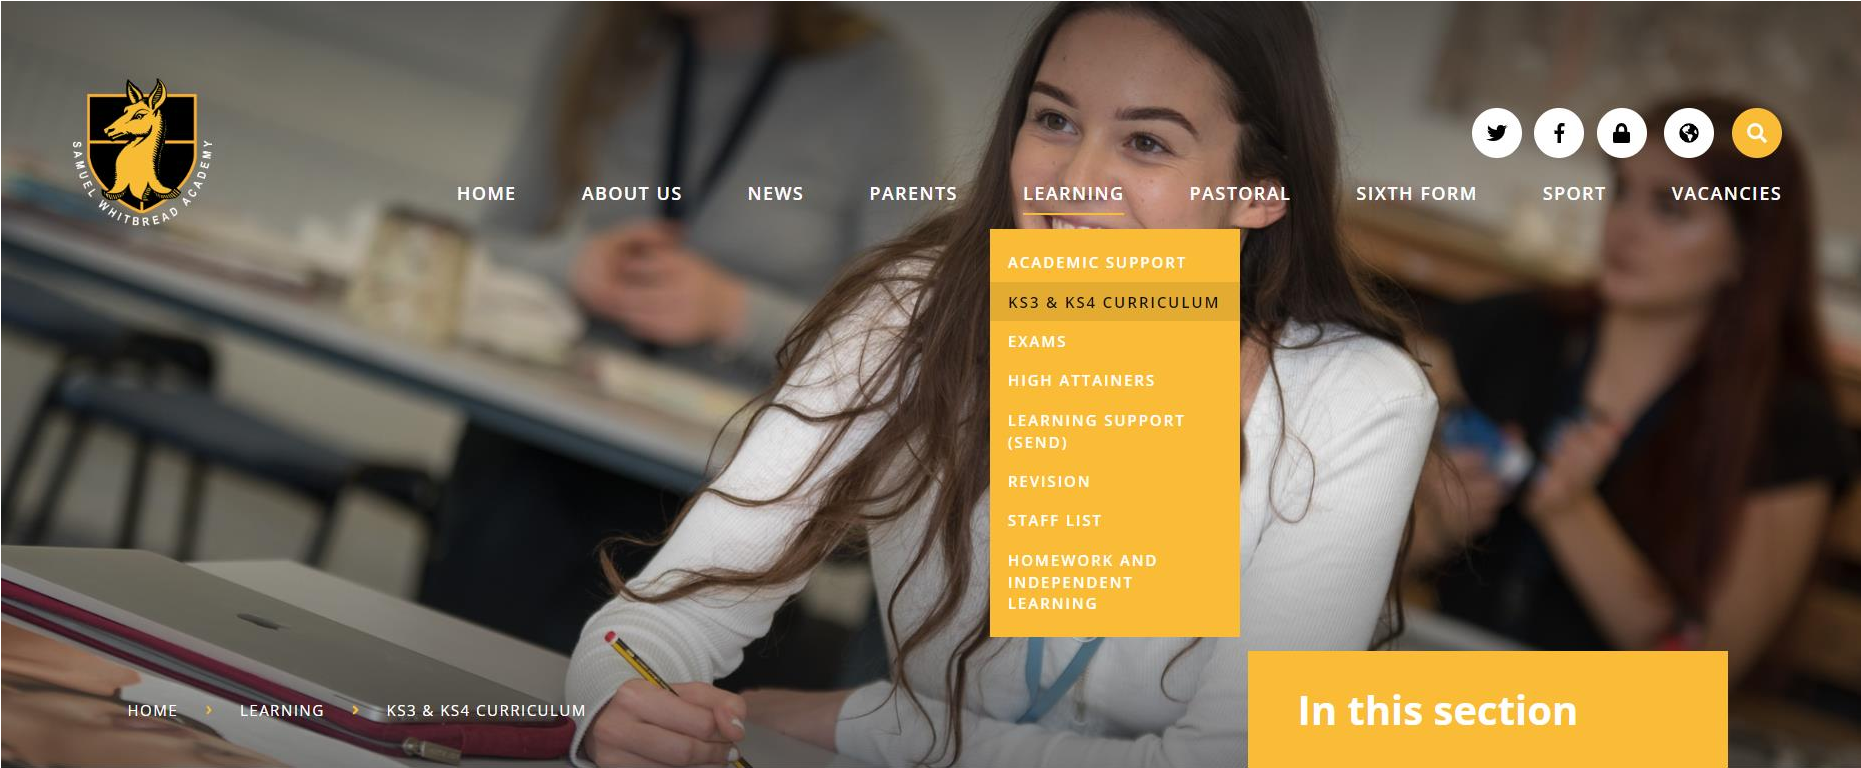 SAMUEL WHITBREAD ACADEMY
HOME ABOUT US NEWS PARENTS LEARNING PASTORAL SIXTH FORM SPORT VACANCIES
ACADEMIC SUPPORT
KS3 & KS4 CURRICULUM
EXAMS
HIGH ATTAINERS
LEARNING SUPPORT
(SEND)
REVISION
STAFF LIST
HOMEWORK AND
INDEPENDENT
LEARNING
HOME › LEARNING › KS3 & KS4 CURRICULUM
In this section